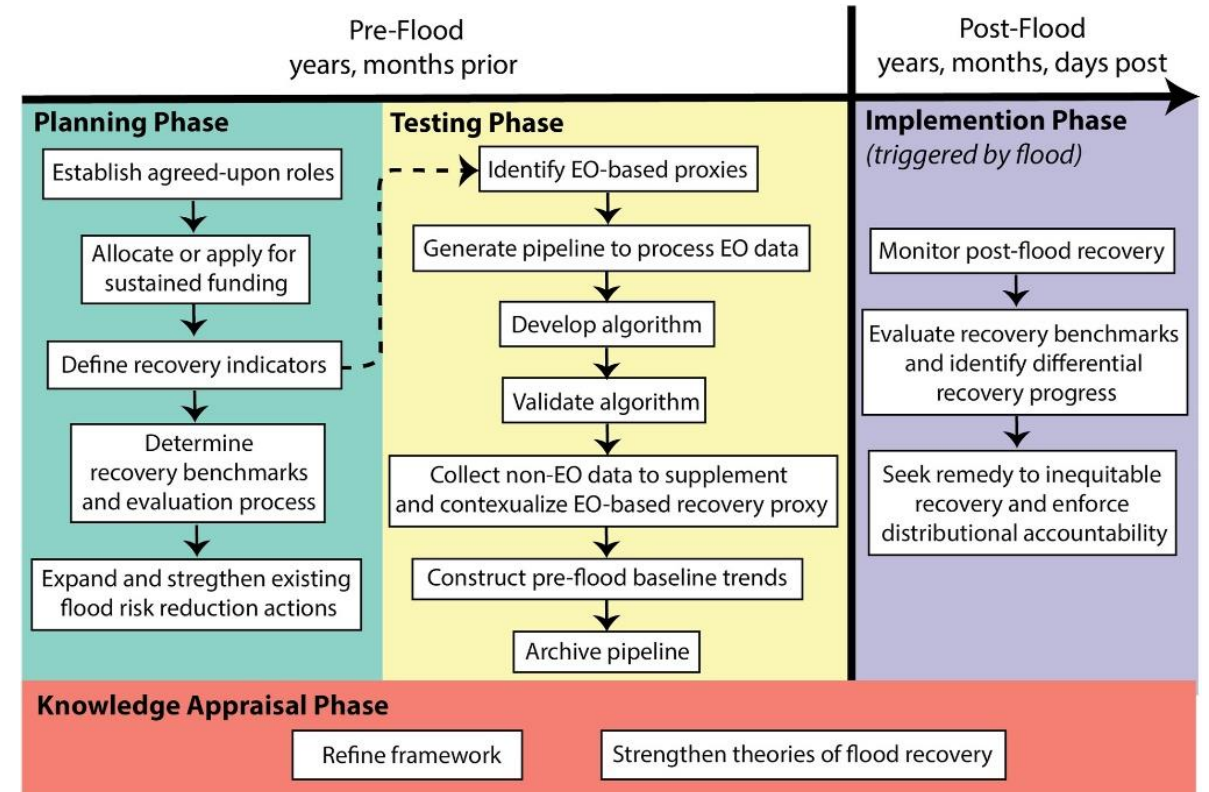 Pre-Flood
years, months prior
Post-Flood
years, months, days post
Planning Phase
Establish agreed-upon roles
Allocate or apply for
sustained funding
Define recovery indicators
Determine
recovery benchmarks
and evaluation process
Expand and stregthen existing
flood risk reduction actions
Testing Phase
Identify EO-based proxies
Generate pipeline to process EO data
Develop algorithm
Validate algorithm
Collect non-EO data to supplement
and contexualize EO-based recovery proxy
Construct pre-flood baseline trends
Archive pipeline
Implemention Phase
(triggered by flood)
Monitor post-flood recovery
Evaluate recovery benchmarks
and identify differential
recovery progress
Seek remedy to inequitable
recovery and enforce
distributional accountability
Knowledge Appraisal Phase
Refine framework
Strengthen theories of flood recovery